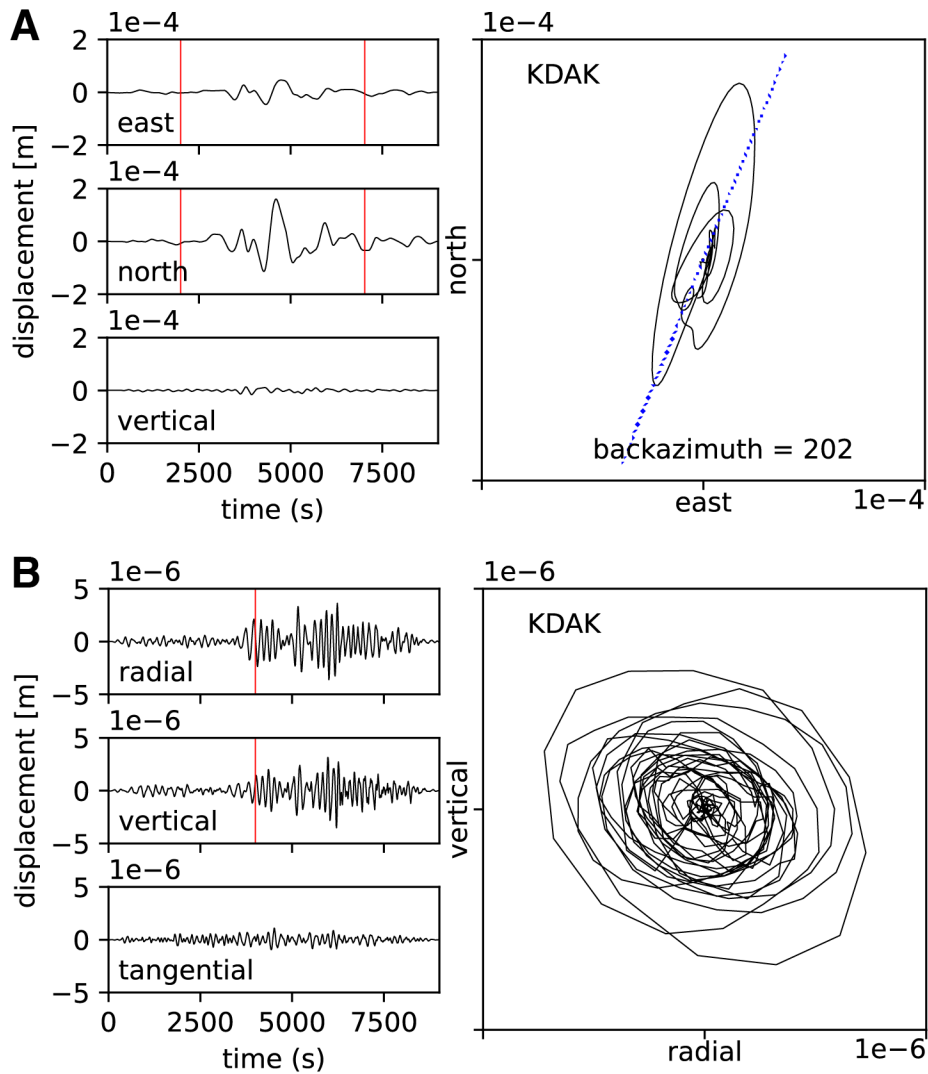 A
1e−4
2
0
−2
east
1e−4
2
0
−2
north
1e−4
2
0
−2
vertical
displacement [m]
0 2500 5000 7500
time (s)
1e−4
KDAK
north
backazimuth = 202
east
1e−4
B
1e−6
5
0
−5
radial
1e−6
5
0
−5
vertical
1e−6
5
0
−5
tangential
displacement [m]
displacement [m]
0 2500 5000 7500
time (s)
1e−6
KDAK
vertical
radial
1e−6